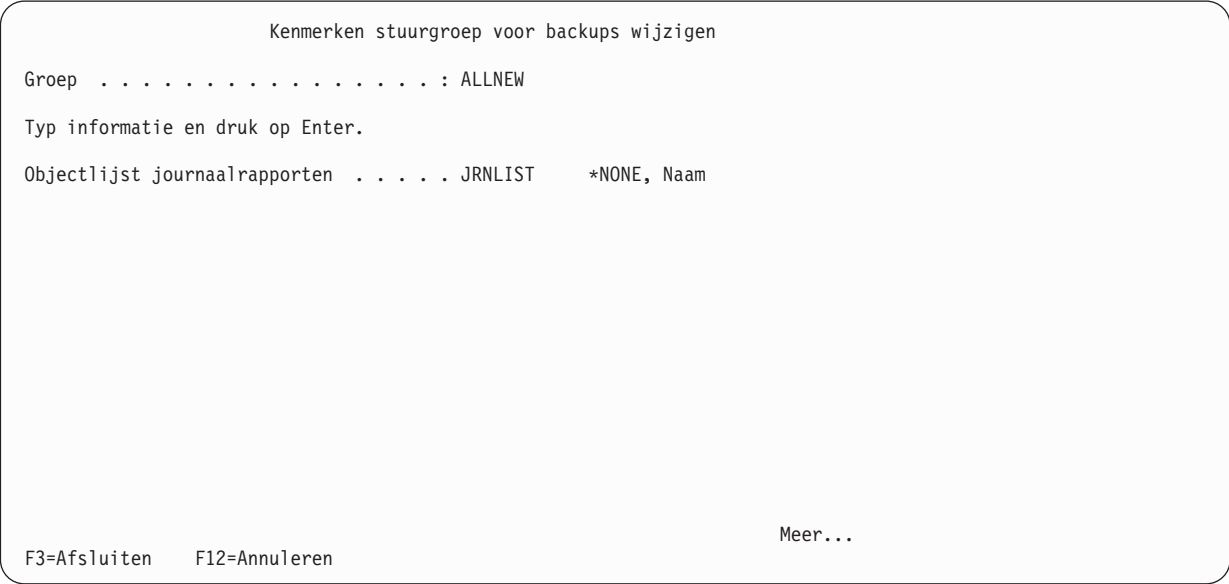 Kenmerken stuurgroep voor backups wijzigen
Groep . . . . . . . . . . . . . . . . : ALLNEW
Typ informatie en druk op Enter.
Objectlijst journaalrapporten . . . . . JRNLIST *NONE, Naam
Meer...
F3=Afsluiten F12=Annuleren